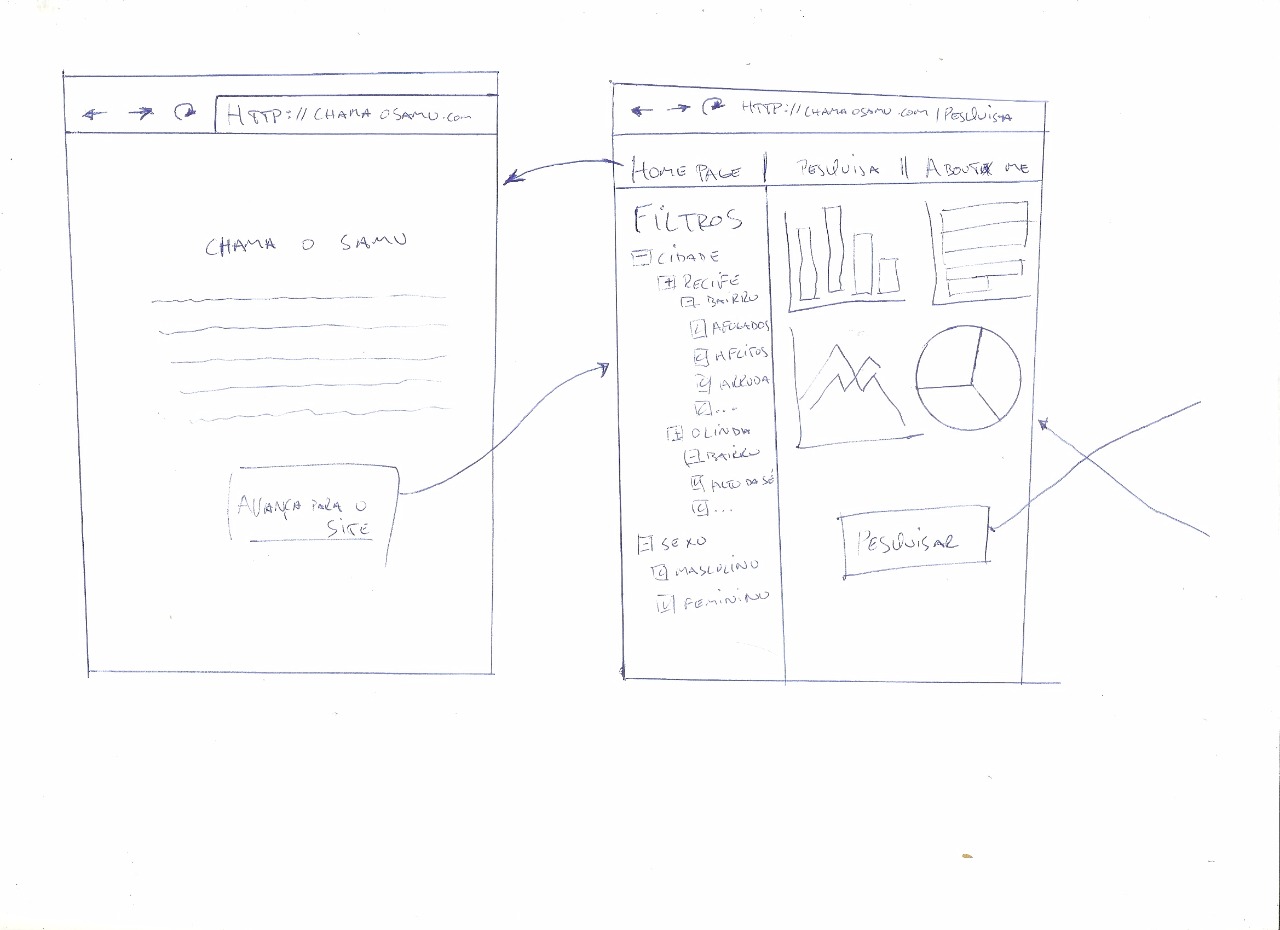 HTTP://CHAMAOSAMU.com
CHAMA O SAMU
AVANÇA PARA O
SITE
HTTP://CHAMAOSAMU.com/PESQUISA
HOME PAGE | PESQUISA || ABOUT ME
FILTROS
CIDADE
RECIFE
BAIRRO
AFOGADOS
AFLITOS
ARRUDA
...
OLINDA
BAIRRO
ALTO DA SÉ
...
SEXO
MASCULINO
FEMININO
PESQUISAR